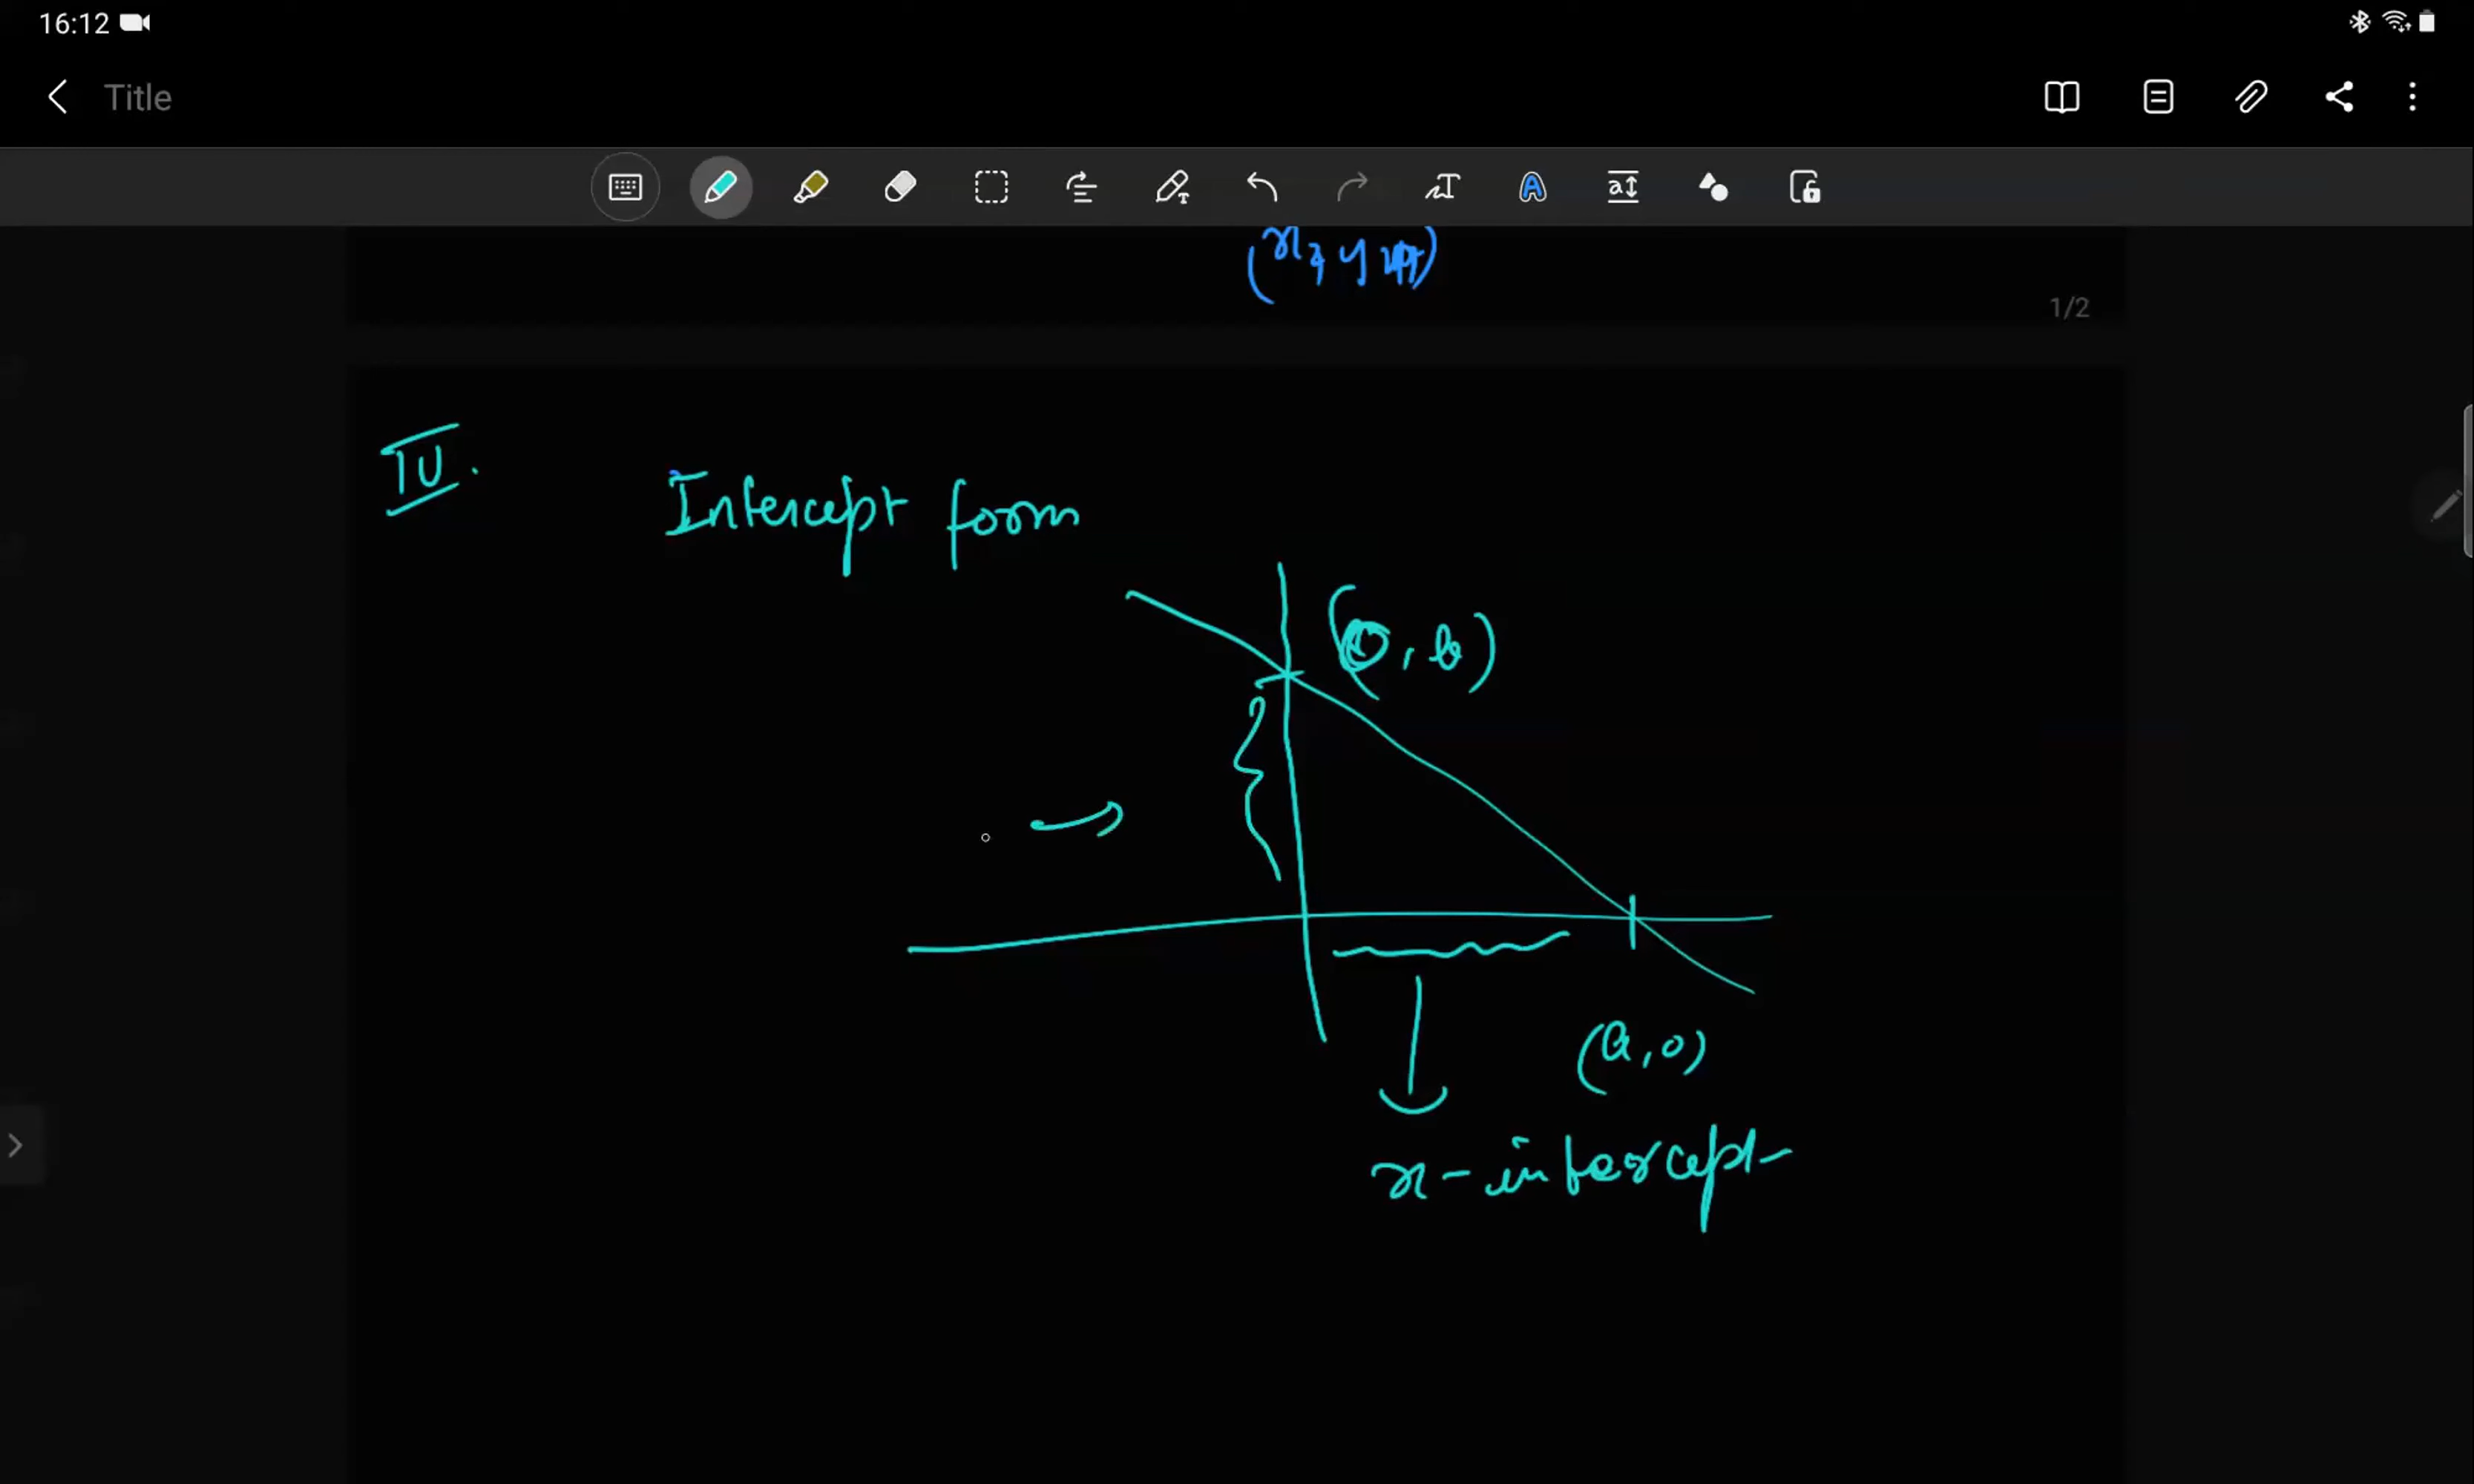 16:12
Title
1/2
IV.
Intercept form
(0, b)
(a, 0)
x-intercept